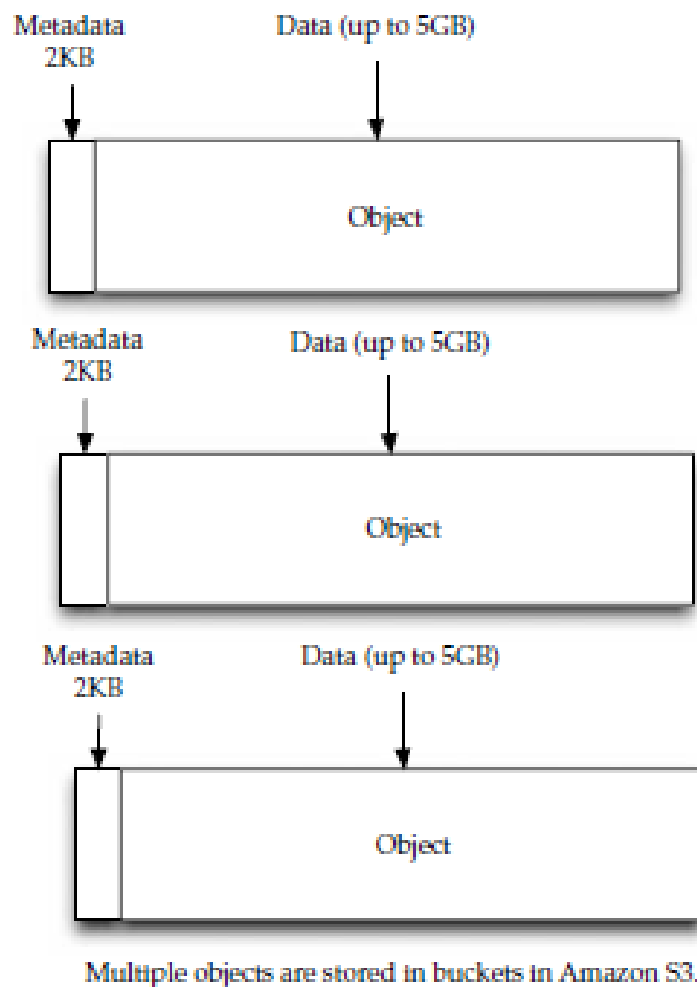 Metadata
2KB
Data (up to 5GB)
Object
Metadata
2KB
Data (up to 5GB)
Object
Metadata
2KB
Data (up to 5GB)
Object
Multiple objects are stored in buckets in Amazon S3.